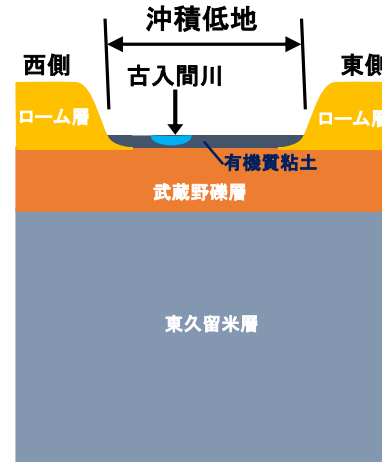 沖積低地
西側
東側
古入間川
ローム層
ローム層
有機質粘土
武蔵野礫層
東久留米層